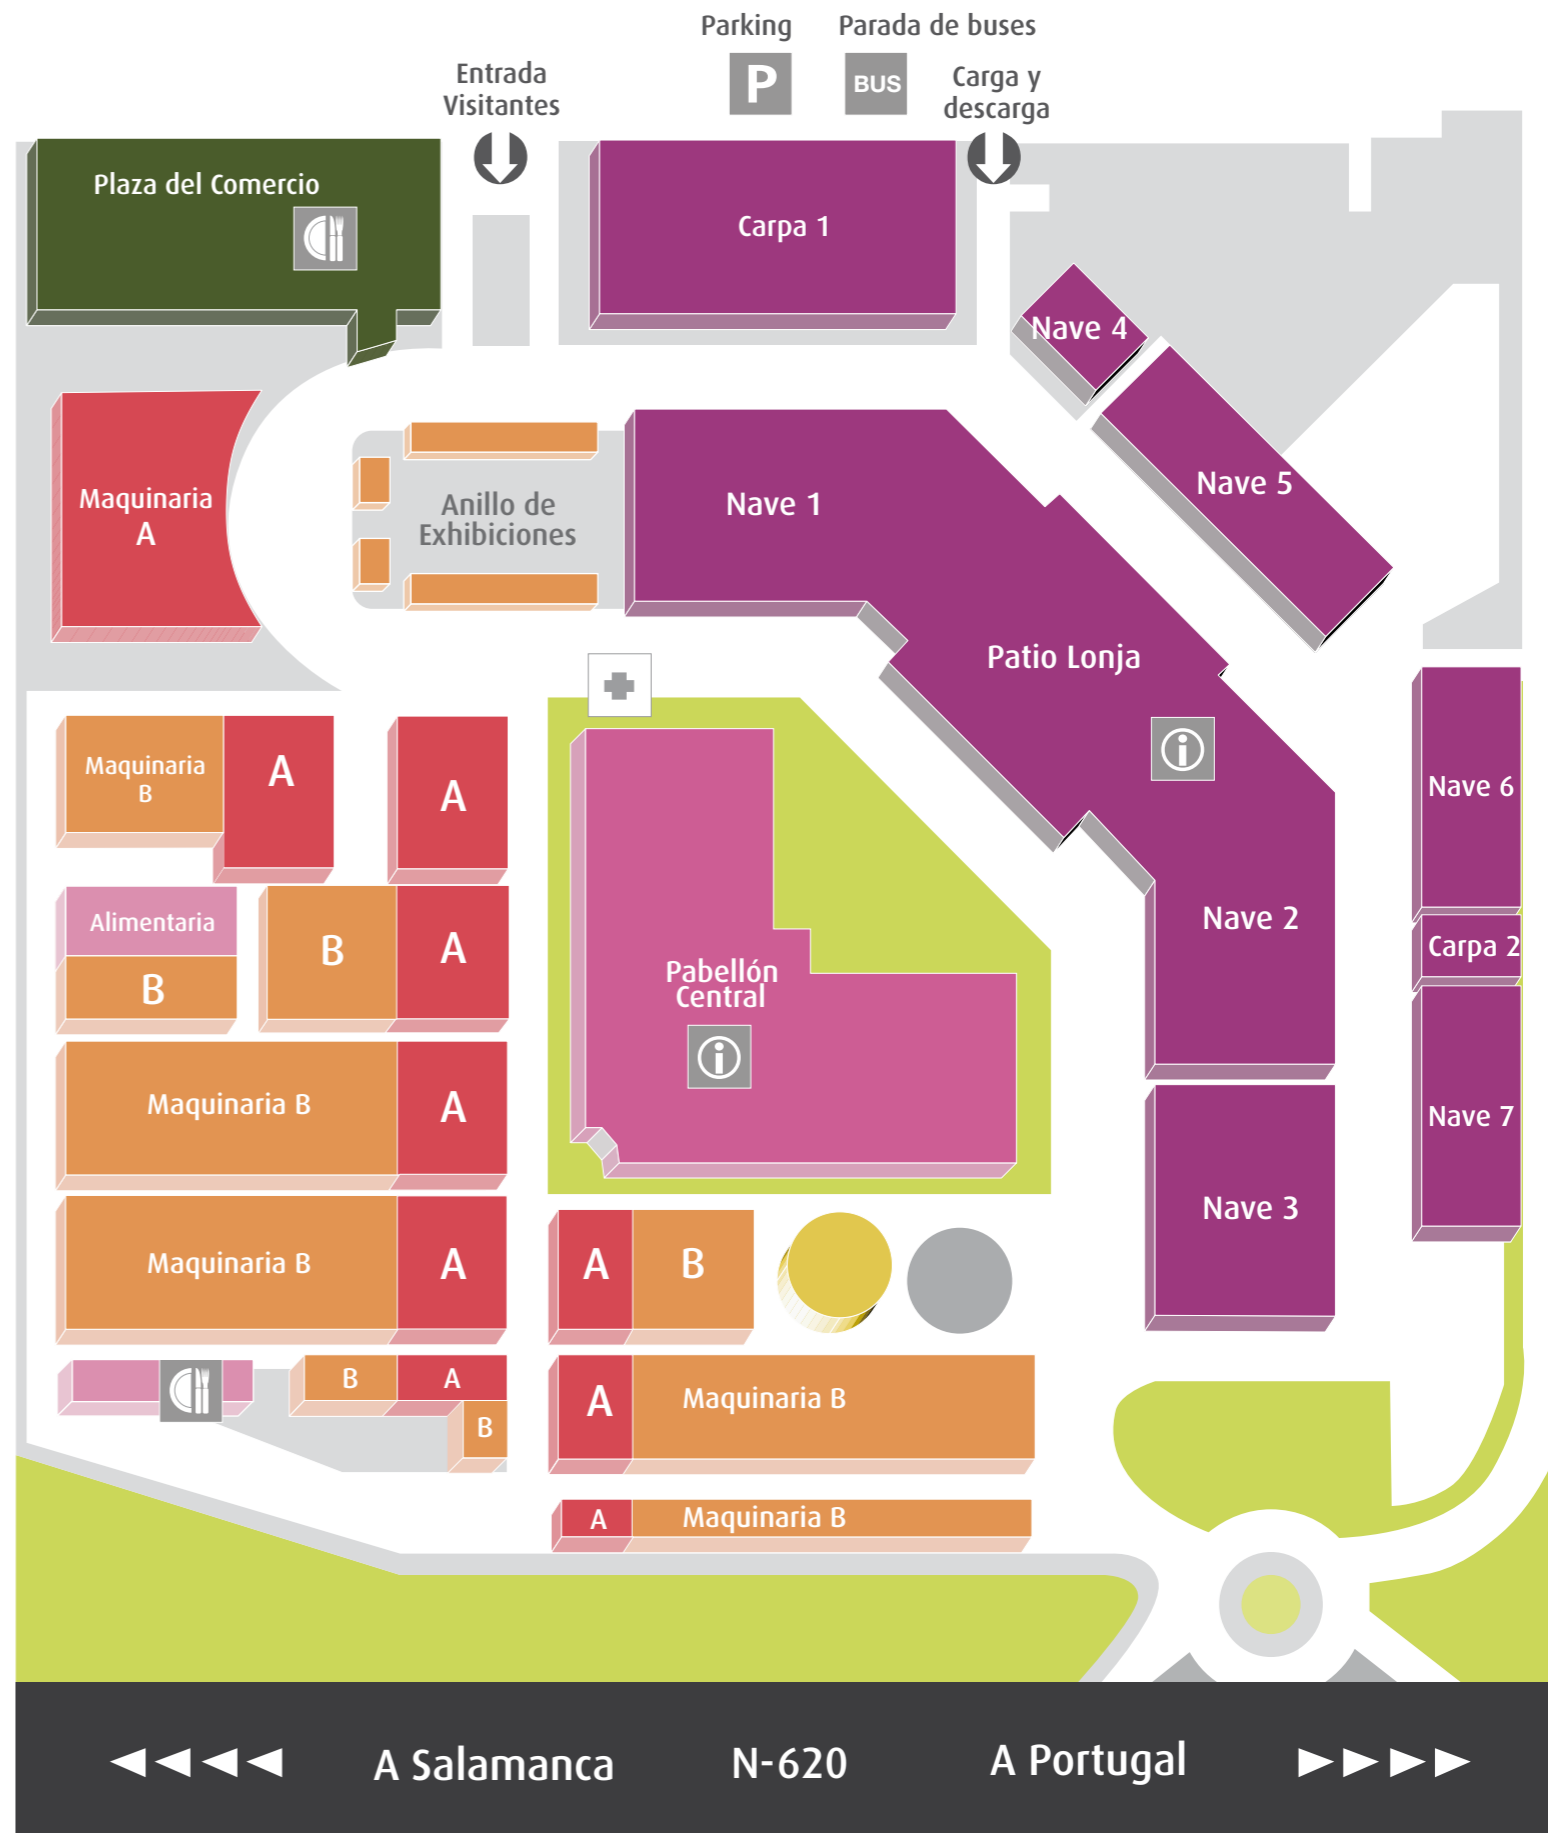 Parking
Parada de buses
P
BUS
Entrada
Visitantes
Carga y
descarga
Plaza del Comercio
Carpa 1
Nave 4
Nave 5
Maquinaria
A
Anillo de
Exhibiciones
Nave 1
Patio Lonja
i
Maquinaria
B
A
A
Nave 6
Alimentaria
B
B
A
Nave 2
Carpa 2
Pabellón
Central
i
Maquinaria B
A
Nave 7
Maquinaria B
A
A
B
Nave 3
B
A
B
A
Maquinaria B
A
Maquinaria B
A Salamanca
N-620
A Portugal